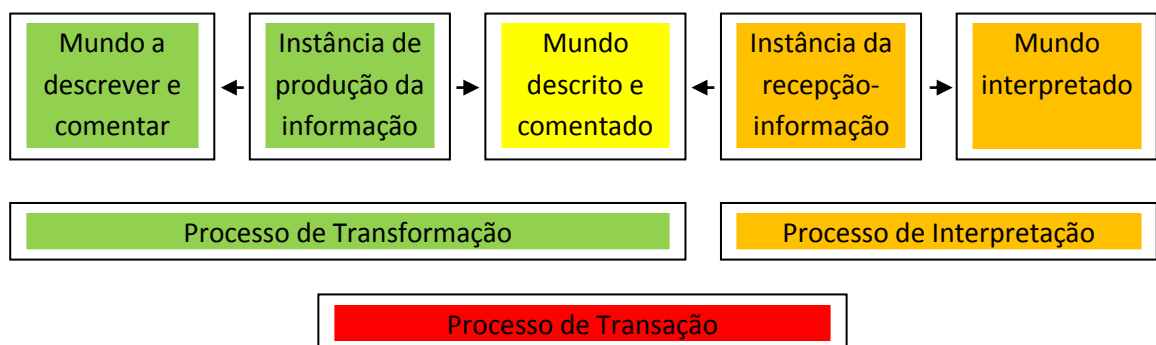 Mundo a
descrever e
comentar
Instância de
produção da
informação
Mundo
descrito e
comentado
Instância da
recepção-
informação
Mundo
interpretado
Processo de Transformação
Processo de Interpretação
Processo de Transação